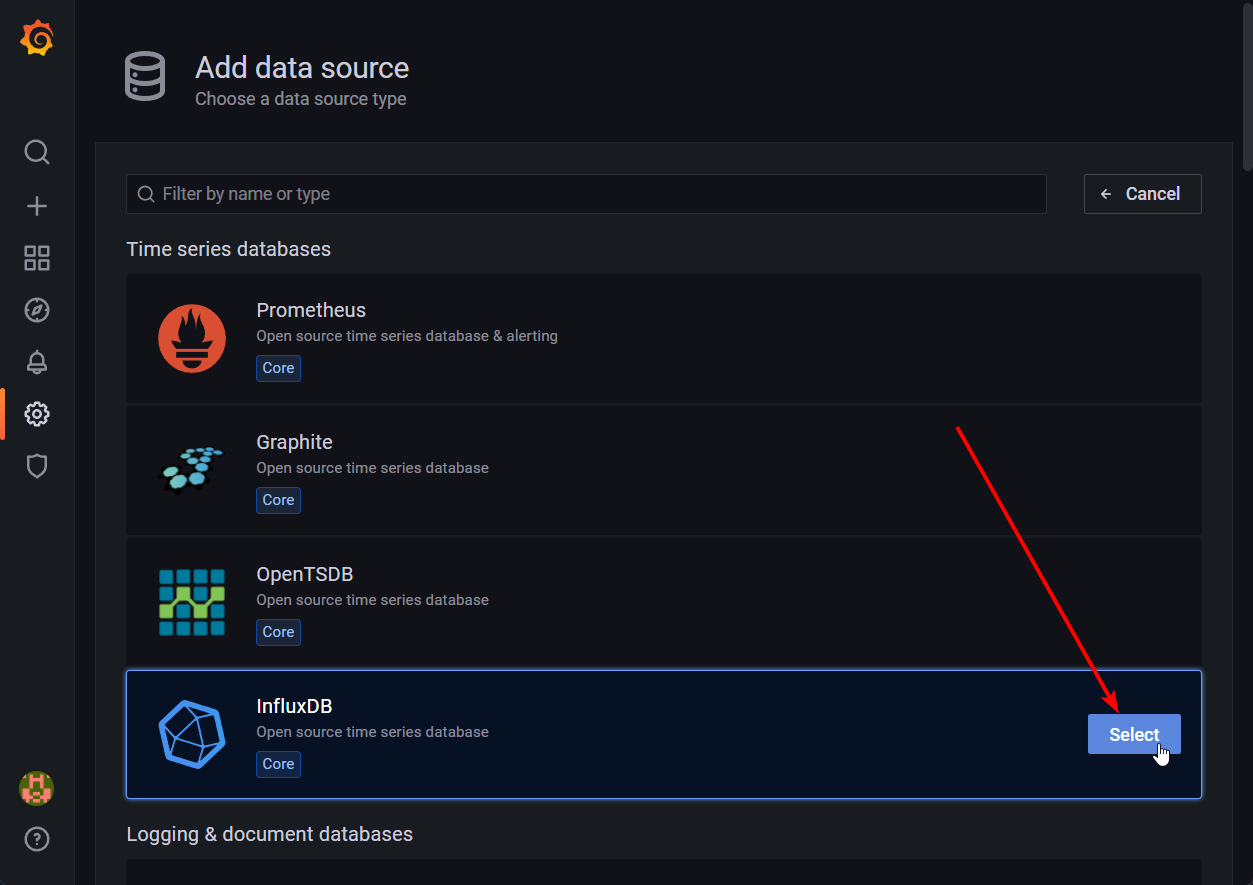 Add data source
Choose a data source type
Filter by name or type
Cancel
Time series databases
Prometheus
Open source time series database & alerting
Core
Graphite
Open source time series database
Core
OpenTSDB
Open source time series database
Core
InfluxDB
Open source time series database
Core
Select
Logging & document databases